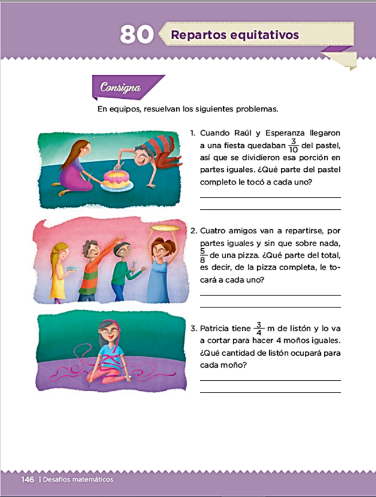 80
Repartos equitativos
Consigna
En equipos, resuelvan los siguientes problemas.
1. Cuando Raúl y Esperanza llegaron
a una fiesta quedaban 3/10 del pastel,
así que se dividieron esa porción en
partes iguales. ¿Qué parte del pastel
completo le tocó a cada uno?
2. Cuatro amigos van a repartirse, por
partes iguales y sin que sobre nada,
5/8 de una pizza. ¿Qué parte del total,
es decir, de la pizza completa, le to-
cará a cada uno?
3. Patricia tiene 3/4 m de listón y lo va
a cortar para hacer 4 moños iguales.
¿Qué cantidad de listón ocupará para
cada moño?
146 | Desafíos matemáticos